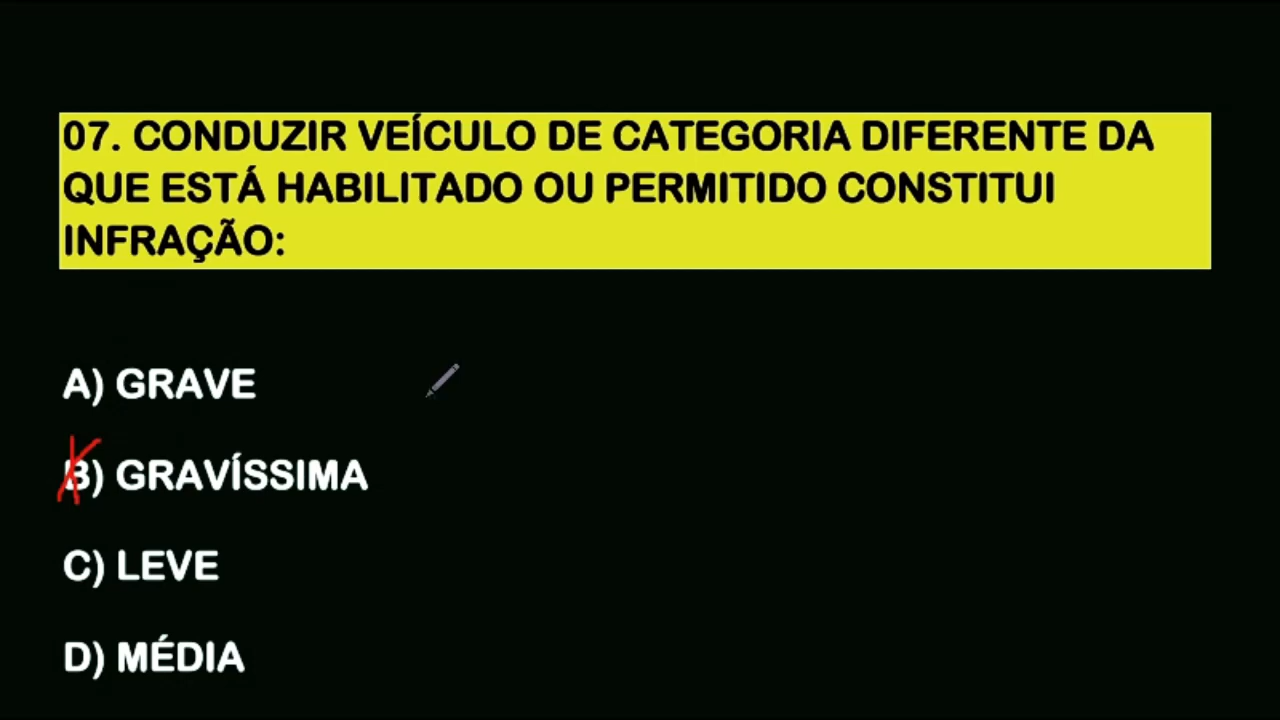 07. CONDUZIR VEÍCULO DE CATEGORIA DIFERENTE DA
QUE ESTÁ HABILITADO OU PERMITIDO CONSTITUI
INFRAÇÃO:
A) GRAVE
B) GRAVÍSSIMA
C) LEVE
D) MÉDIA